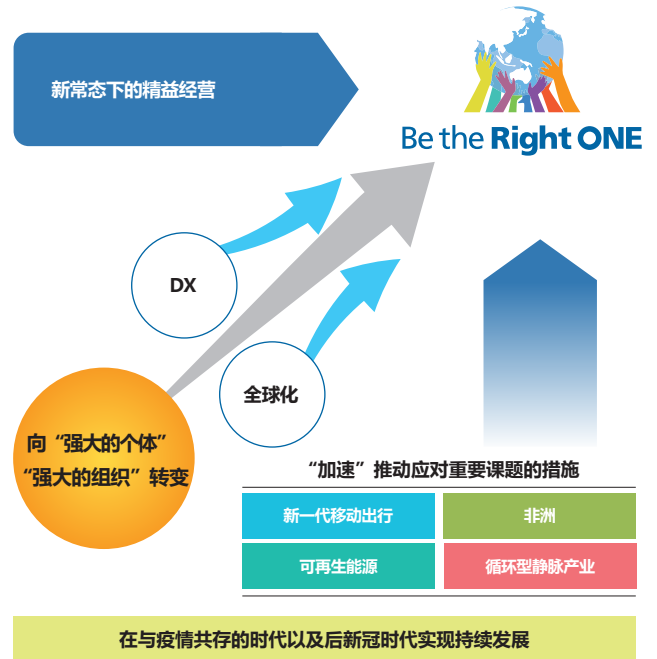 新常态下的精益经营
Be the Right ONE
DX
全球化
向“强大的个体”
“强大的组织”转变
“加速”推动应对重要课题的措施
新一代移动出行
非洲
可再生能源
循环型静脉产业
在与疫情共存的时代以及后新冠时代实现持续发展